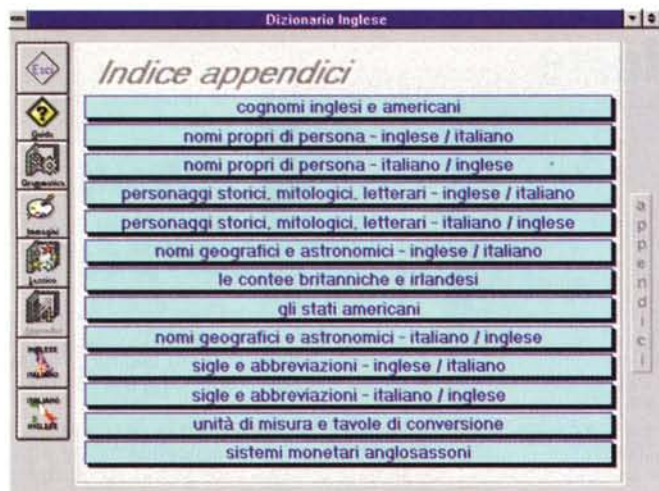 Dizionario Inglese
Esci
Indice appendici
cognomi inglesi e americani
Guida
nomi propri di persona - inglese / italiano
nomi propri di persona - italiano / inglese
Grammatica
personaggi storici, mitologici, letterari - inglese / italiano
personaggi storici, mitologici, letterari - italiano / inglese
Immagini
nomi geografici e astronomici - inglese / italiano
le contee britanniche e irlandesi
Lessico
gli stati americani
nomi geografici e astronomici - italiano / inglese
INGLESE
ITALIANO
sigle e abbreviazioni - inglese / italiano
sigle e abbreviazioni - italiano / inglese
ITALIANO
INGLESE
unità di misura e tavole di conversione
sistemi monetari anglosassoni
appendici